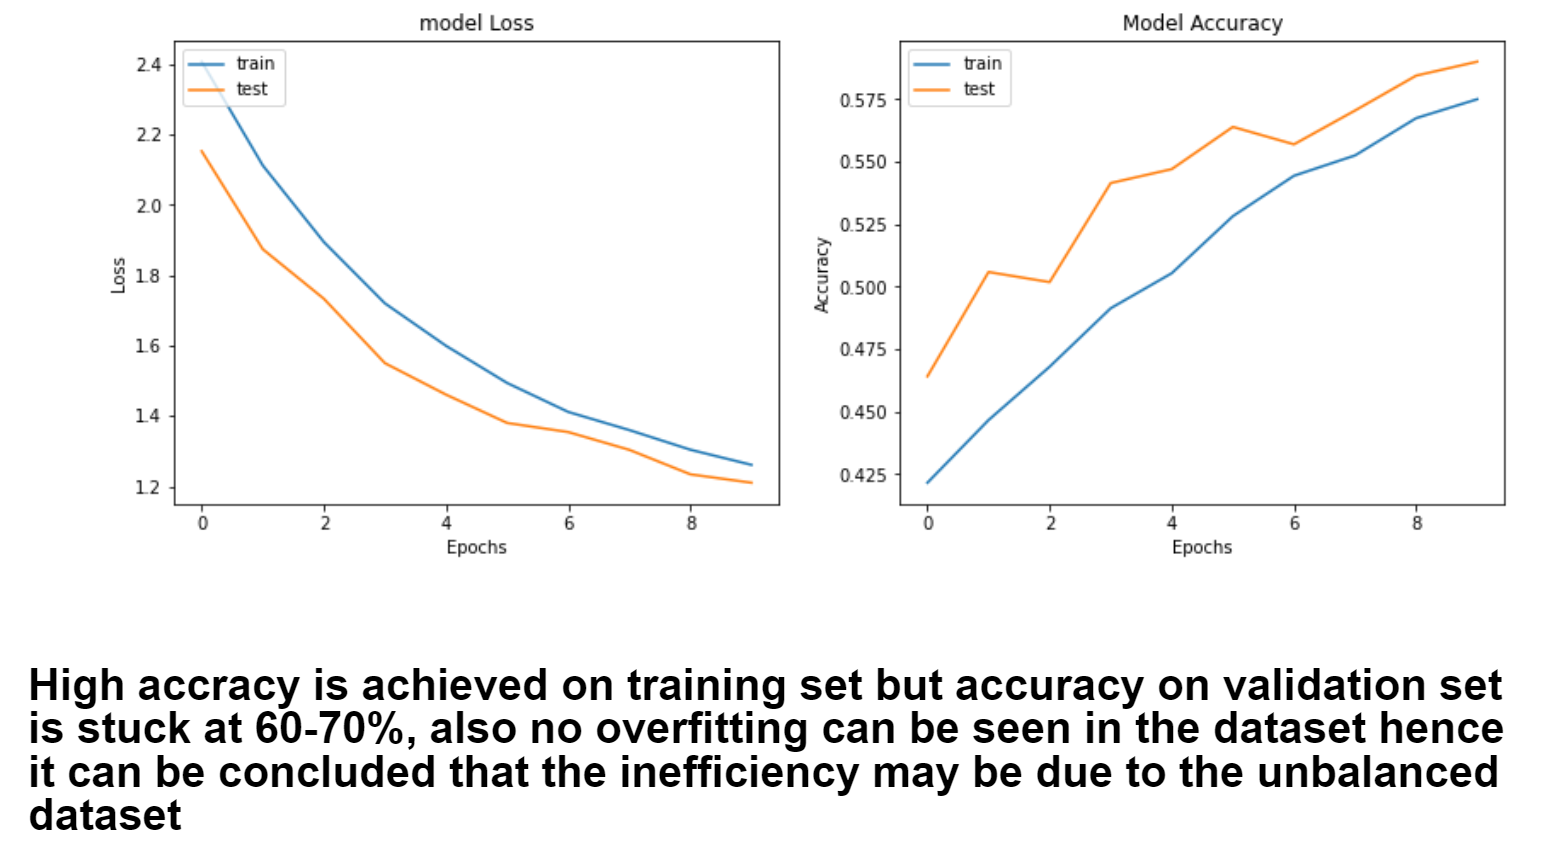 model Loss
train
test
2.4
2.2
2.0
1.8
1.6
1.4
1.2
Loss
0 2 4 6 8
Epochs
Model Accuracy
train
test
0.575
0.550
0.525
0.500
0.475
0.450
0.425
Accuracy
0 2 4 6 8
Epochs
High accracy is achieved on training set but accuracy on validation set
is stuck at 60-70%, also no overfitting can be seen in the dataset hence
it can be concluded that the inefficiency may be due to the unbalanced
dataset